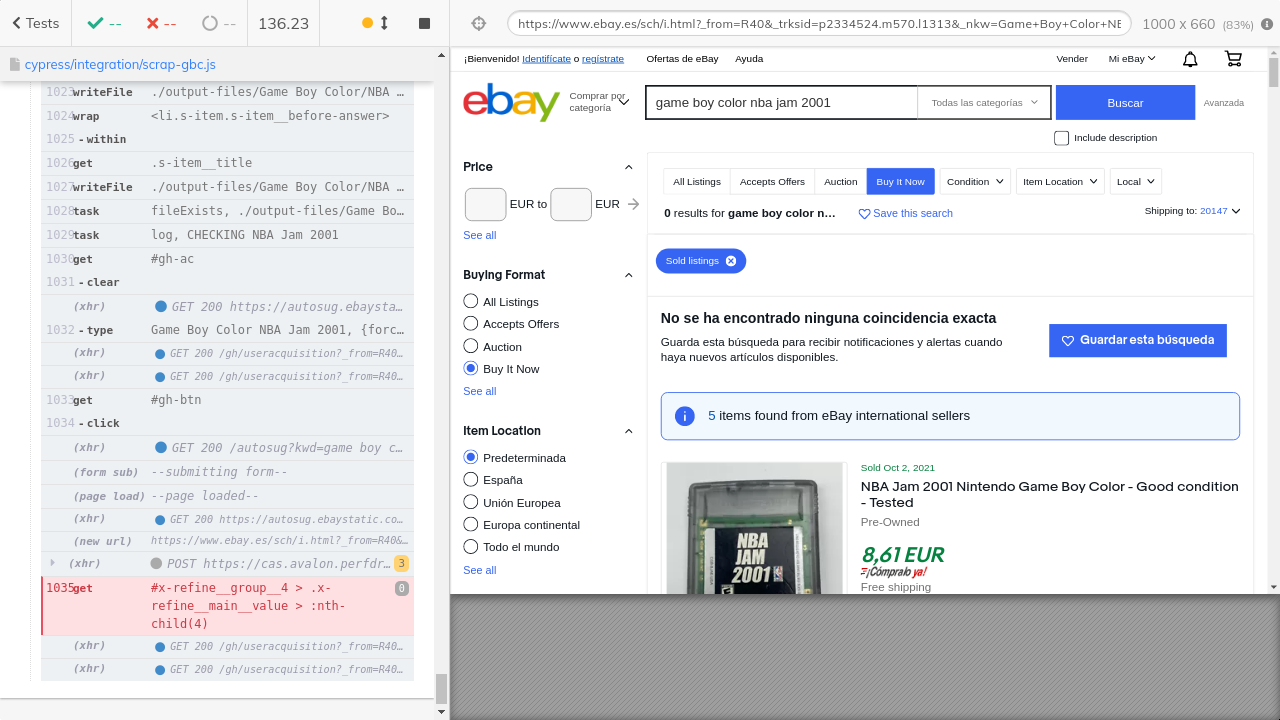 Tests
--
--
--
136.23
https://www.ebay.es/sch/i.html?_from=R40&_trksid=p2334524.m570.l1313&_nkw=Game+Boy+Color+NE
1000 x 660 (83%)
cypress/integration/scrap-gbc.js
1023 writeFile ./output-files/Game Boy Color/NBA …
1024 wrap <li.s-item.s-item__before-answer>
1025 - within
1026 get .s-item__title
1027 writeFile ./output-files/Game Boy Color/NBA …
1028 task fileExists, ./output-files/Game Bo…
1029 task log, CHECKING NBA Jam 2001
1030 get #gh-ac
1031 - clear
(xhr) GET 200 https://autosug.ebaysta…
1032 - type Game Boy Color NBA Jam 2001, {forc…
(xhr) GET 200 /gh/useracquisition?_from=R40…
(xhr) GET 200 /gh/useracquisition?_from=R40…
1033 get #gh-btn
1034 - click
(xhr) GET 200 /autosug?kwd=game boy c…
(form sub) --submitting form--
(page load) --page loaded--
(xhr) GET 200 https://autosug.ebaystatic.co…
(new url) https://www.ebay.es/sch/i.html?_from=R40&…
(xhr) POST https://cas.avalon.perfdr… 3
1035 get #x-refine__group__4 > .x- 0
refine__main__value > :nth-
child(4)
(xhr) GET 200 /gh/useracquisition?_from=R40…
(xhr) GET 200 /gh/useracquisition?_from=R40…
¡Bienvenido! Identifícate o regístrate Ofertas de eBay Ayuda Vender Mi eBay
ebay
Comprar por
categoría
game boy color nba jam 2001
Todas las categorías
Buscar
Avanzada
Include description
Price
EUR to EUR
See all
Buying Format
All Listings
Accepts Offers
Auction
Buy It Now
See all
Item Location
Predeterminada
España
Unión Europea
Europa continental
Todo el mundo
See all
All Listings Accepts Offers Auction Buy It Now Condition Item Location Local
0 results for game boy color n… Save this search Shipping to: 20147
Sold listings
No se ha encontrado ninguna coincidencia exacta
Guarda esta búsqueda para recibir notificaciones y alertas cuando
haya nuevos artículos disponibles.
Guardar esta búsqueda
5 items found from eBay international sellers
NBA
JAM
2001
Sold Oct 2, 2021
NBA Jam 2001 Nintendo Game Boy Color - Good condition
- Tested
Pre-Owned
8,61 EUR
¡Cómpralo ya!
Free shipping